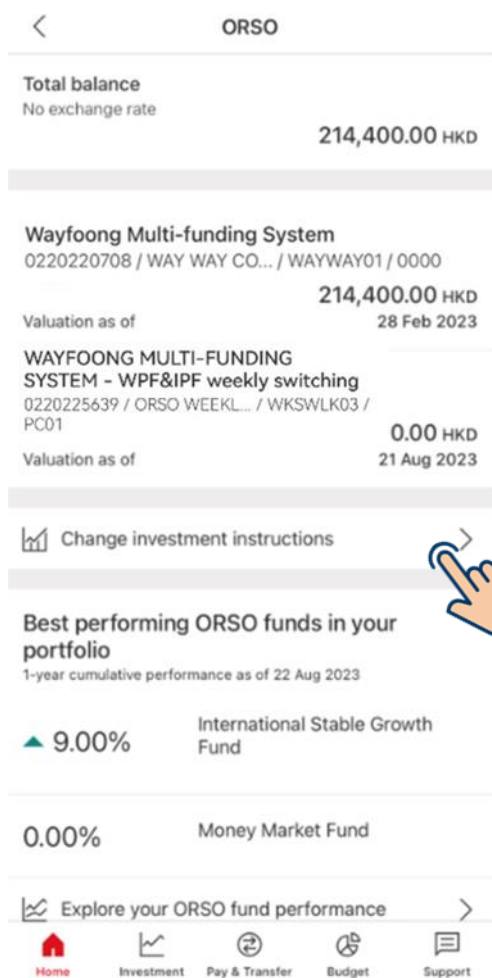 ORSO
Total balance
No exchange rate
214,400.00 HKD
Wayfoong Multi-funding System
0220220708 / WAY WAY CO... / WAYWAY01 / 0000
214,400.00 HKD
Valuation as of 28 Feb 2023
WAYFOONG MULTI-FUNDING
SYSTEM - WPF&IPF weekly switching
0220225639 / ORSO WEEKL... / WKSWLK03 /
PC01
0.00 HKD
Valuation as of 21 Aug 2023
Change investment instructions
Best performing ORSO funds in your
portfolio
1-year cumulative performance as of 22 Aug 2023
9.00% International Stable Growth
Fund
0.00% Money Market Fund
Explore your ORSO fund performance
Home Investment Pay & Transfer Budget Support